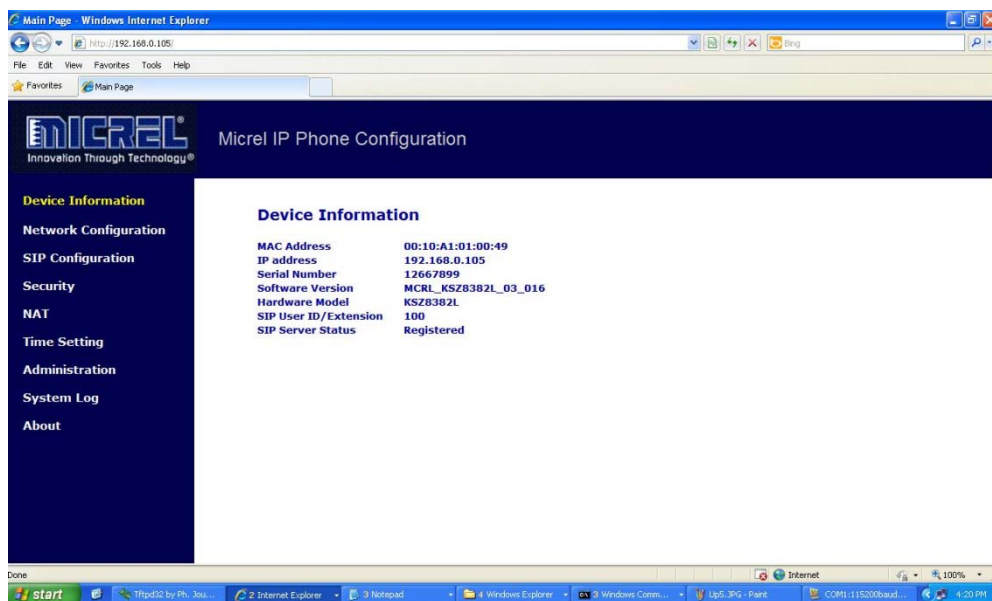 Main Page - Windows Internet Explorer
http://192.168.0.105/
Bing
File Edit View Favorites Tools Help
Favorites Main Page
MICREL®
Innovation Through Technology®
Micrel IP Phone Configuration
Device Information
Network Configuration
SIP Configuration
Security
NAT
Time Setting
Administration
System Log
About
Device Information
MAC Address 00:10:A1:01:00:49
IP address 192.168.0.105
Serial Number 12667899
Software Version MCRL_KSZ8382L_03_016
Hardware Model KSZ8382L
SIP User ID/Extension 100
SIP Server Status Registered
Done Internet 100%
start Tftpd32 by Ph. Jou... 2 Internet Explorer 3 Notepad 4 Windows Explorer 3 Windows Comm... Up5.JPG - Paint COM1:115200baud... 4:20 PM